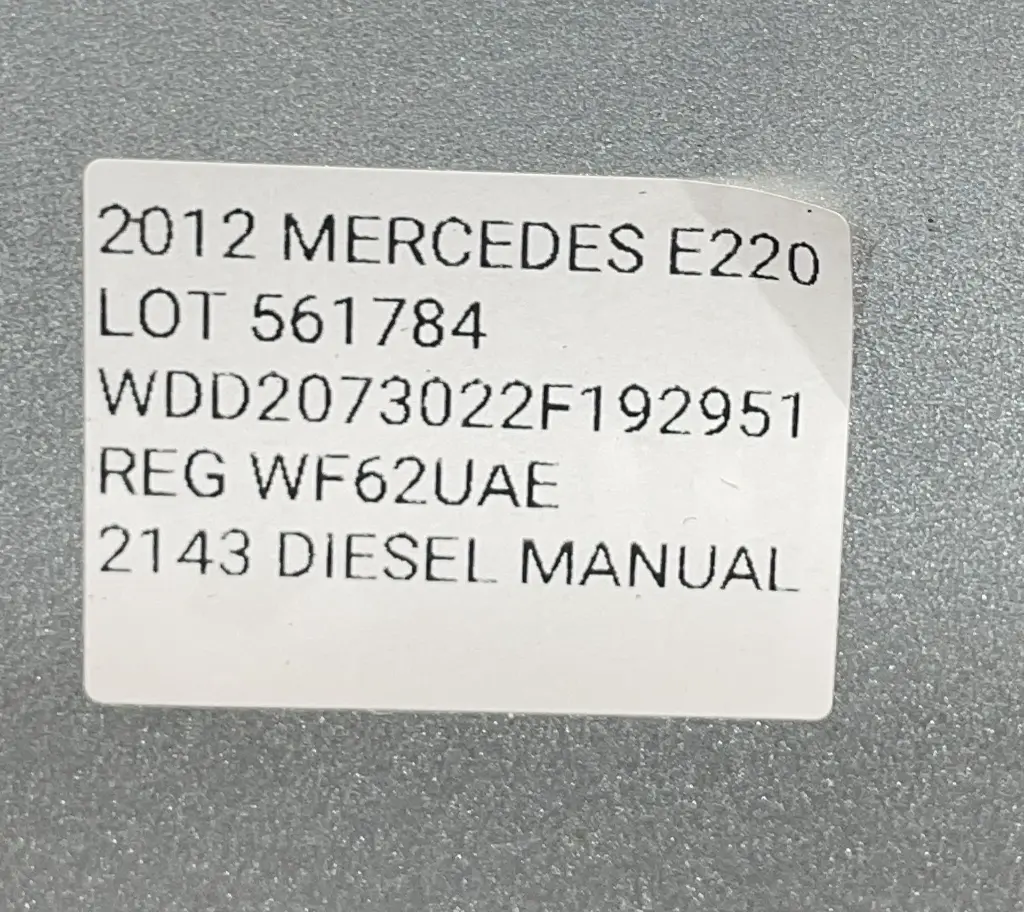 2012 MERCEDES E220
LOT 561784
WDD2073022F192951
REG WF62UAE
2143 DIESEL MANUAL